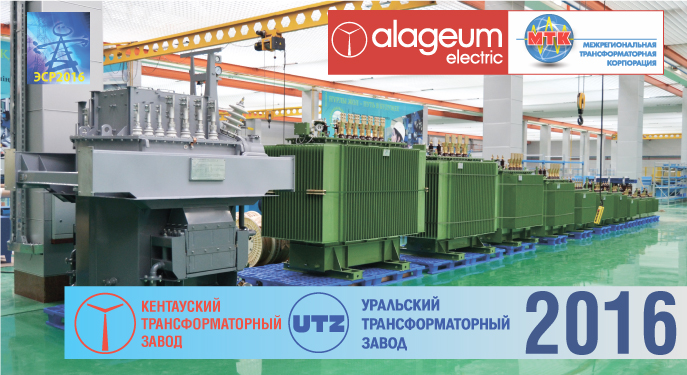 ЭСР2016
alageum
electric
МТК
МЕЖРЕГИОНАЛЬНАЯ
ТРАНСФОРМАТОРНАЯ
КОРПОРАЦИЯ
КЕНТАУСКИЙ
ТРАНСФОРМАТОРНЫЙ
ЗАВОД
UTZ
УРАЛЬСКИЙ
ТРАНСФОРМАТОРНЫЙ
ЗАВОД
2016